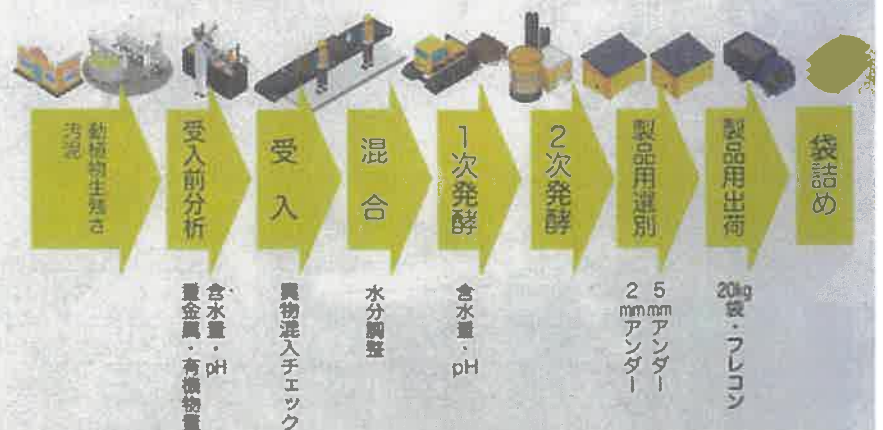 動植物性残さ
汚泥
受入前分析
受入
混合
1次発酵
2次発酵
製品用選別
製品用出荷
袋詰め
含水量・pH
重金属・有機物量
異物混入チェック
水分調整
含水量・pH
5mmアンダー
2mmアンダー
20kg袋・フレコン